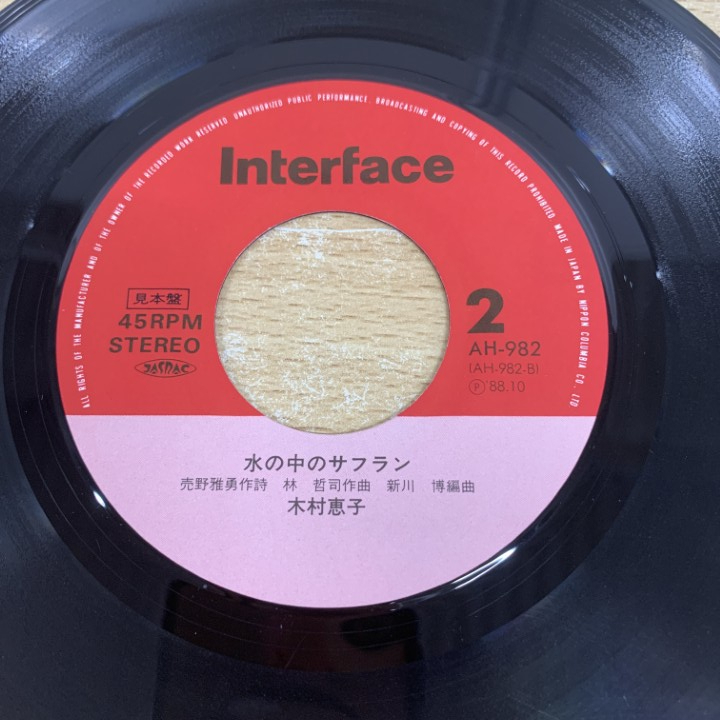 ALL RIGHTS OF THE MANUFACTURER AND OF THE OWNER OF THE RECORDED WORK RESERVED. UNAUTHORIZED PUBLIC PERFORMANCE. BROADCASTING AND COPYING OF THIS RECORD PROHIBITED. MADE IN JAPAN BY NIPPON COLUMBIA CO., LTD
Interface
見本盤
45RPM
STEREO
JASRAC
2
AH-982
(AH-982-B)
Ⓟ'88.10
水の中のサフラン
売野雅勇作詩 林 哲司作曲 新川 博編曲
木村恵子